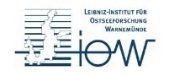 LEIBNIZ-INSTITUT FÜR
OSTSEEFORSCHUNG
WARNEMÜNDE
iow